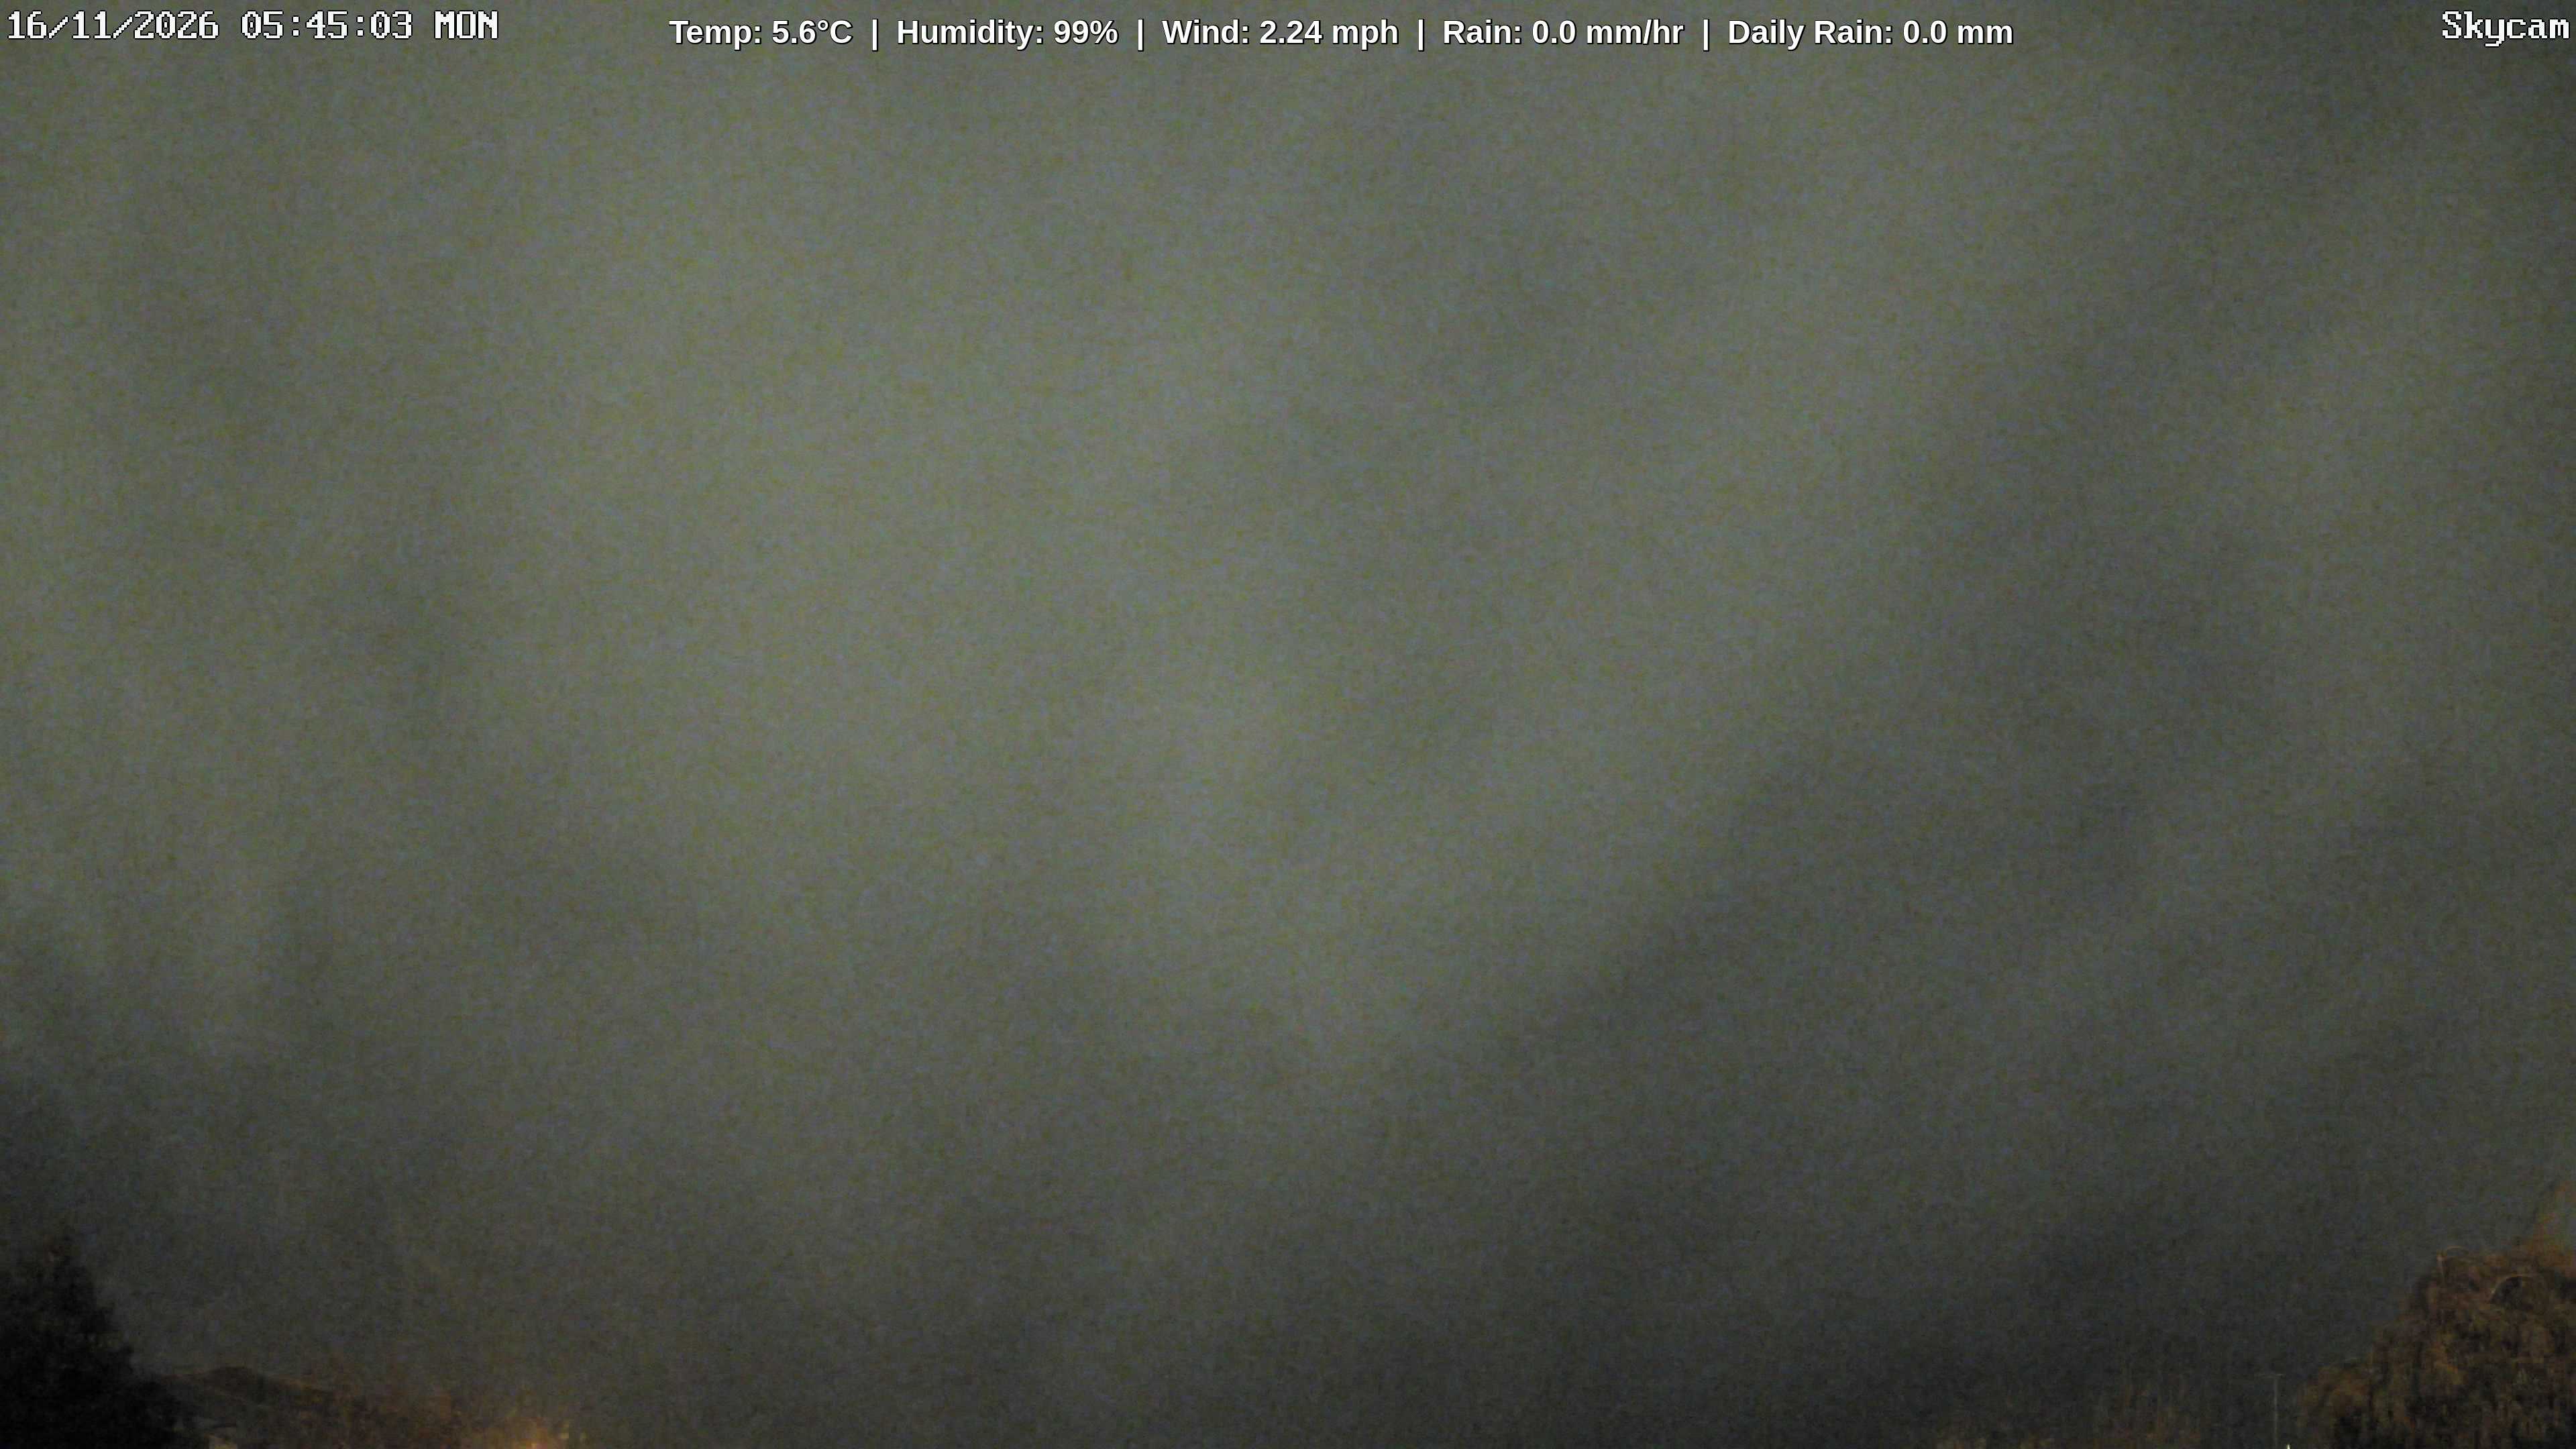 16/11/2026 05:45:03 MON
Temp: 5.6°C | Humidity: 99% | Wind: 2.24 mph | Rain: 0.0 mm/hr | Daily Rain: 0.0 mm
Skycam